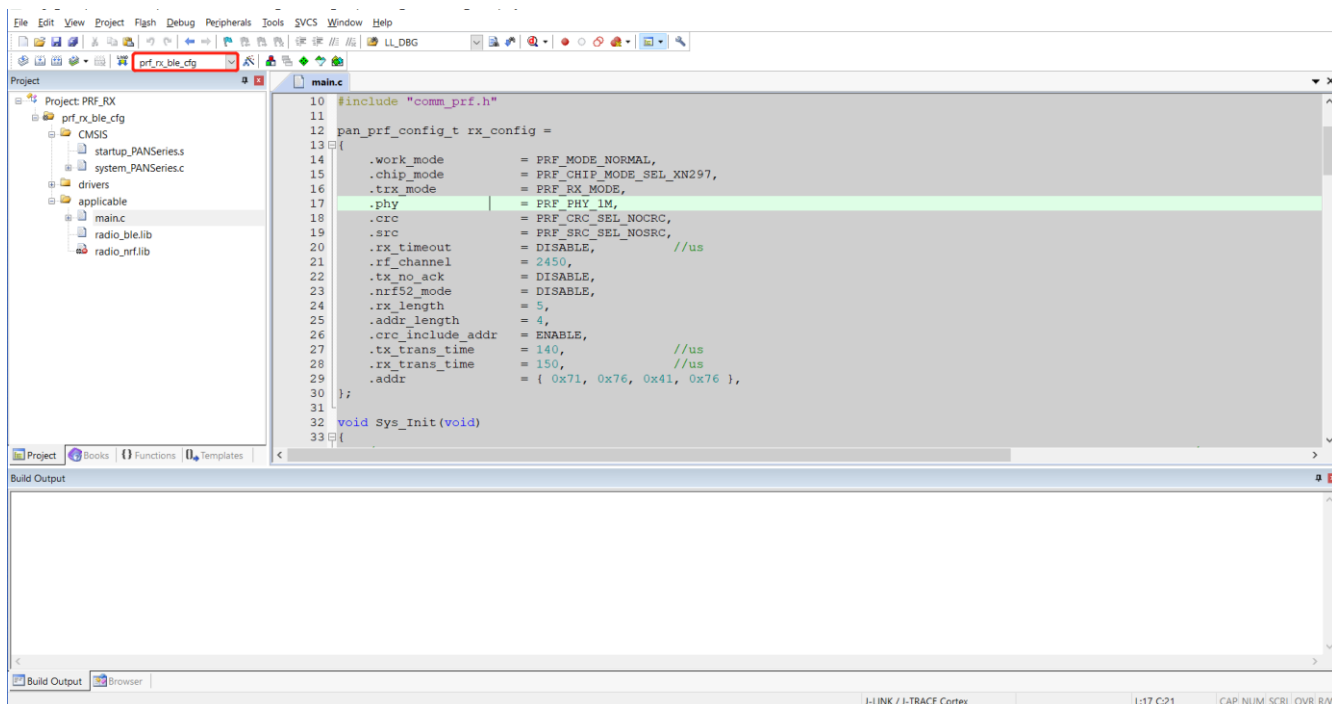 File Edit View Project Flash Debug Peripherals Tools SVCS Window Help
LL_DBG
prf_rx_ble_cfg
Project
main.c
Project: PRF_RX
prf_rx_ble_cfg
CMSIS
startup_PANSeries.s
system_PANSeries.c
drivers
applicable
main.c
radio_ble.lib
radio_nrf.lib
10 #include "comm_prf.h"
11
12 pan_prf_config_t rx_config =
13 {
14 .work_mode = PRF_MODE_NORMAL,
15 .chip_mode = PRF_CHIP_MODE_SEL_XN297,
16 .trx_mode = PRF_RX_MODE,
17 .phy = PRF_PHY_1M,
18 .crc = PRF_CRC_SEL_NOCRC,
19 .src = PRF_SRC_SEL_NOSRC,
20 .rx_timeout = DISABLE, //us
21 .rf_channel = 2450,
22 .tx_no_ack = DISABLE,
23 .nrf52_mode = DISABLE,
24 .rx_length = 5,
25 .addr_length = 4,
26 .crc_include_addr = ENABLE,
27 .tx_trans_time = 140, //us
28 .rx_trans_time = 150, //us
29 .addr = { 0x71, 0x76, 0x41, 0x76 },
30 };
31
32 void Sys_Init(void)
33 {
Project Books {} Functions Templates
Build Output
Build Output Browser
J-LINK / J-TRACE Cortex L:17 C:21 CAP NUM SCRL OVR R/W